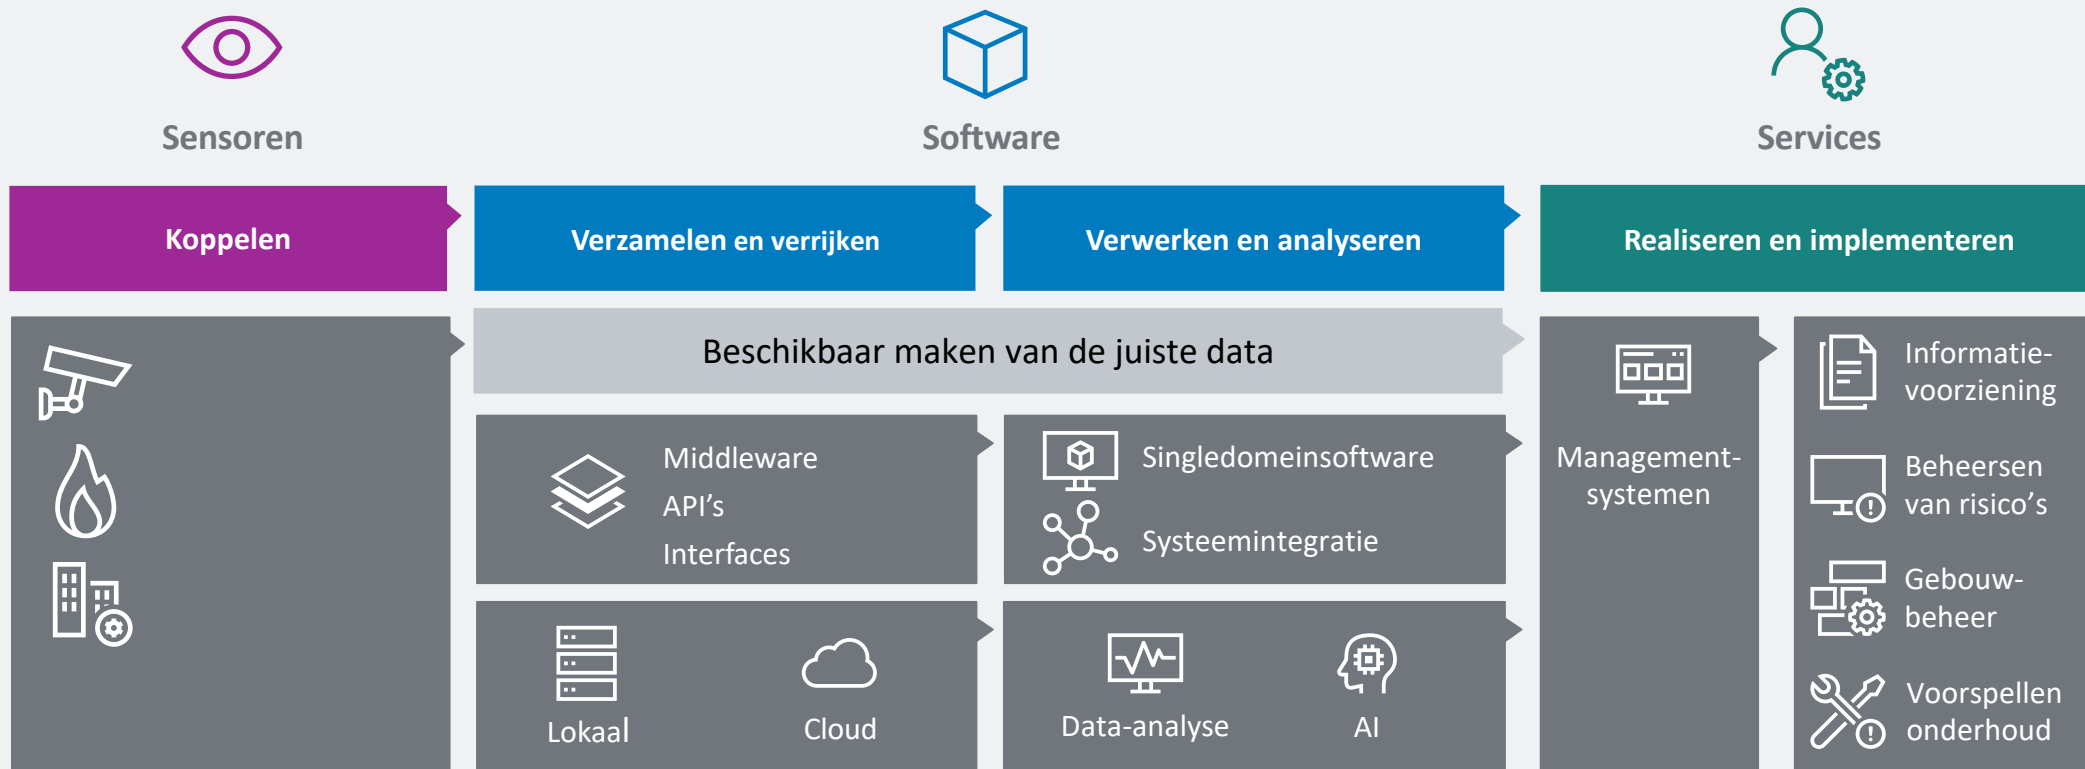 Sensoren
Software
Services
Koppelen
Verzamelen en verrijken
Verwerken en analyseren
Realiseren en implementeren
Beschikbaar maken van de juiste data
Middleware
API’s
Interfaces
Lokaal
Cloud
Singledomeinsoftware
Systeemintegratie
Data-analyse
AI
Management-
systemen
Informatie-
voorziening
Beheersen
van risico’s
Gebouw-
beheer
Voorspellen
onderhoud